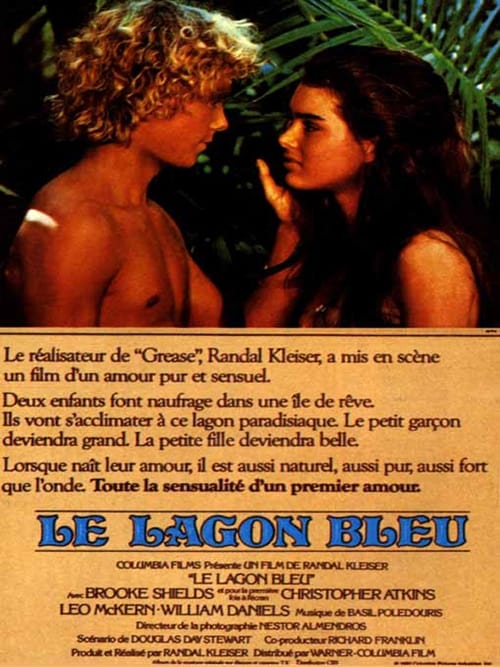 Le réalisateur de "Grease", Randal Kleiser, a mis en scène
un film d'un amour pur et sensuel.
Deux enfants font naufrage dans une île de rêve.
Ils vont s'acclimater à ce lagon paradisiaque. Le petit garçon
deviendra grand. La petite fille deviendra belle.
Lorsque naît leur amour, il est aussi naturel, aussi pur, aussi fort
que l'onde. Toute la sensualité d'un premier amour.
LE LAGON BLEU
COLUMBIA FILMS Présente UN FILM DE RANDAL KLEISER
"LE LAGON BLEU"
Avec BROOKE SHIELDS et pour la première fois à l'écran CHRISTOPHER ATKINS
LEO McKERN · WILLIAM DANIELS Musique de BASIL POLEDOURIS
Directeur de la photographie NESTOR ALMENDROS
Scénario de DOUGLAS DAY STEWART Co-producteur RICHARD FRANKLIN
Produit et Réalisé par RANDAL KLEISER Distribué par WARNER-COLUMBIA FILM